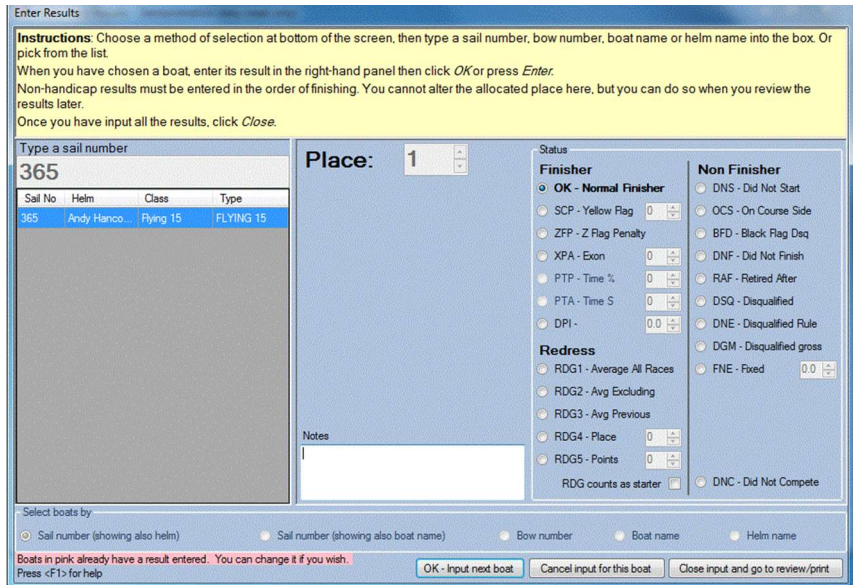 Enter Results
Instructions: Choose a method of selection at bottom of the screen, then type a sail number, bow number, boat name or helm name into the box. Or
pick from the list.
When you have chosen a boat, enter its result in the right-hand panel then click OK or press Enter.
Non-handicap results must be entered in the order of finishing. You cannot alter the allocated place here, but you can do so when you review the
results later.
Once you have input all the results, click Close.
Type a sail number
365
Sail No Helm Class Type
365 Andy Hanco... Flying 15 FLYING 15
Place: 1
Notes
Status
Finisher
OK - Normal Finisher
SCP - Yellow Flag 0
ZFP - Z Flag Penalty
XPA - Exon 0
PTP - Time % 0
PTA - Time S 0
DPI - 0.0
Redress
RDG1 - Average All Races
RDG2 - Avg Excluding
RDG3 - Avg Previous
RDG4 - Place 0
RDG5 - Points 0
RDG counts as starter
Non Finisher
DNS - Did Not Start
OCS - On Course Side
BFD - Black Flag Dsq
DNF - Did Not Finish
RAF - Retired After
DSQ - Disqualified
DNE - Disqualified Rule
DGM - Disqualified gross
FNE - Fixed 0.0
DNC - Did Not Compete
Select boats by
Sail number (showing also helm) Sail number (showing also boat name) Bow number Boat name Helm name
Boats in pink already have a result entered. You can change it if you wish.
Press <F1> for help
OK - Input next boat Cancel input for this boat Close input and go to review/print